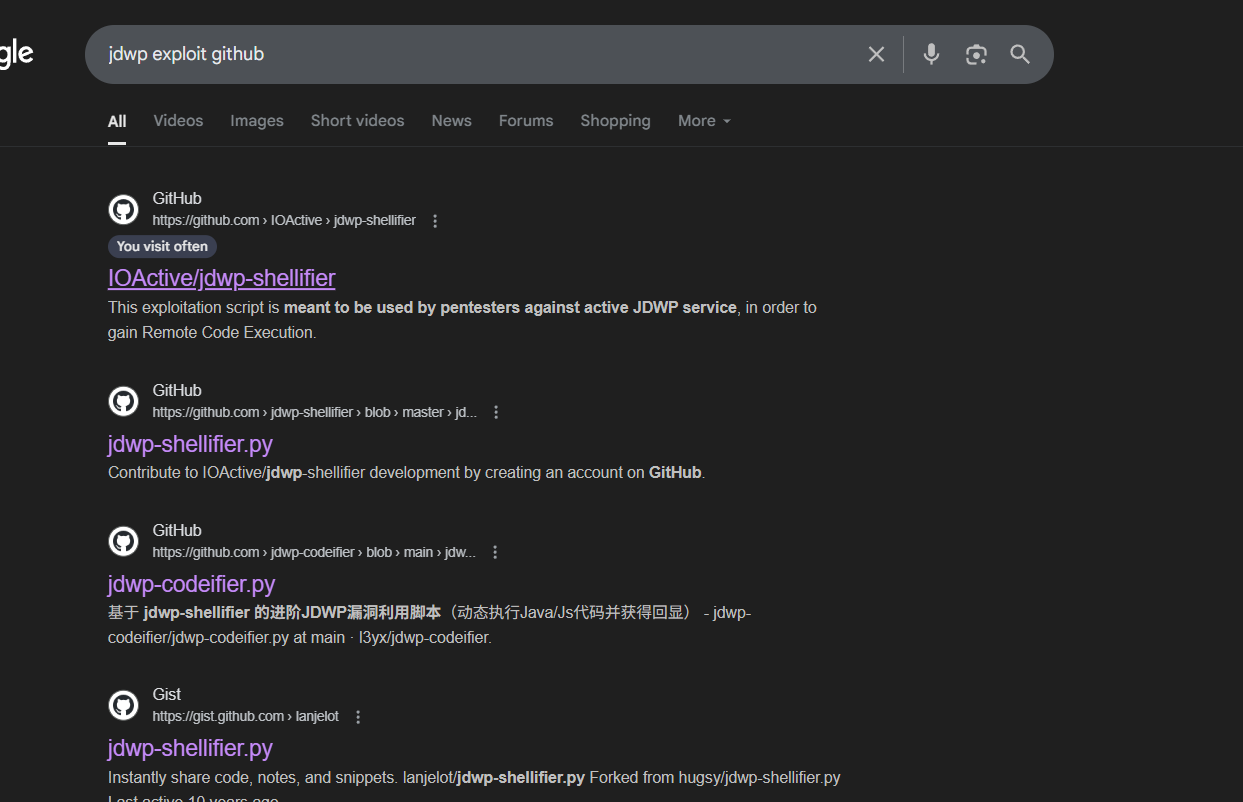 gle
jdwp exploit github
All Videos Images Short videos News Forums Shopping More
GitHub
https://github.com › IOActive › jdwp-shellifier
You visit often
IOActive/jdwp-shellifier
This exploitation script is meant to be used by pentesters against active JDWP service, in order to
gain Remote Code Execution.
GitHub
https://github.com › jdwp-shellifier › blob › master › jd...
jdwp-shellifier.py
Contribute to IOActive/jdwp-shellifier development by creating an account on GitHub.
GitHub
https://github.com › jdwp-codeifier › blob › main › jdw...
jdwp-codeifier.py
基于 jdwp-shellifier 的进阶JDWP漏洞利用脚本（动态执行Java/Js代码并获得回显） - jdwp-
codeifier/jdwp-codeifier.py at main · l3yx/jdwp-codeifier.
Gist
https://gist.github.com › lanjelot
jdwp-shellifier.py
Instantly share code, notes, and snippets. lanjelot/jdwp-shellifier.py Forked from hugsy/jdwp-shellifier.py
Last active 10 years ago